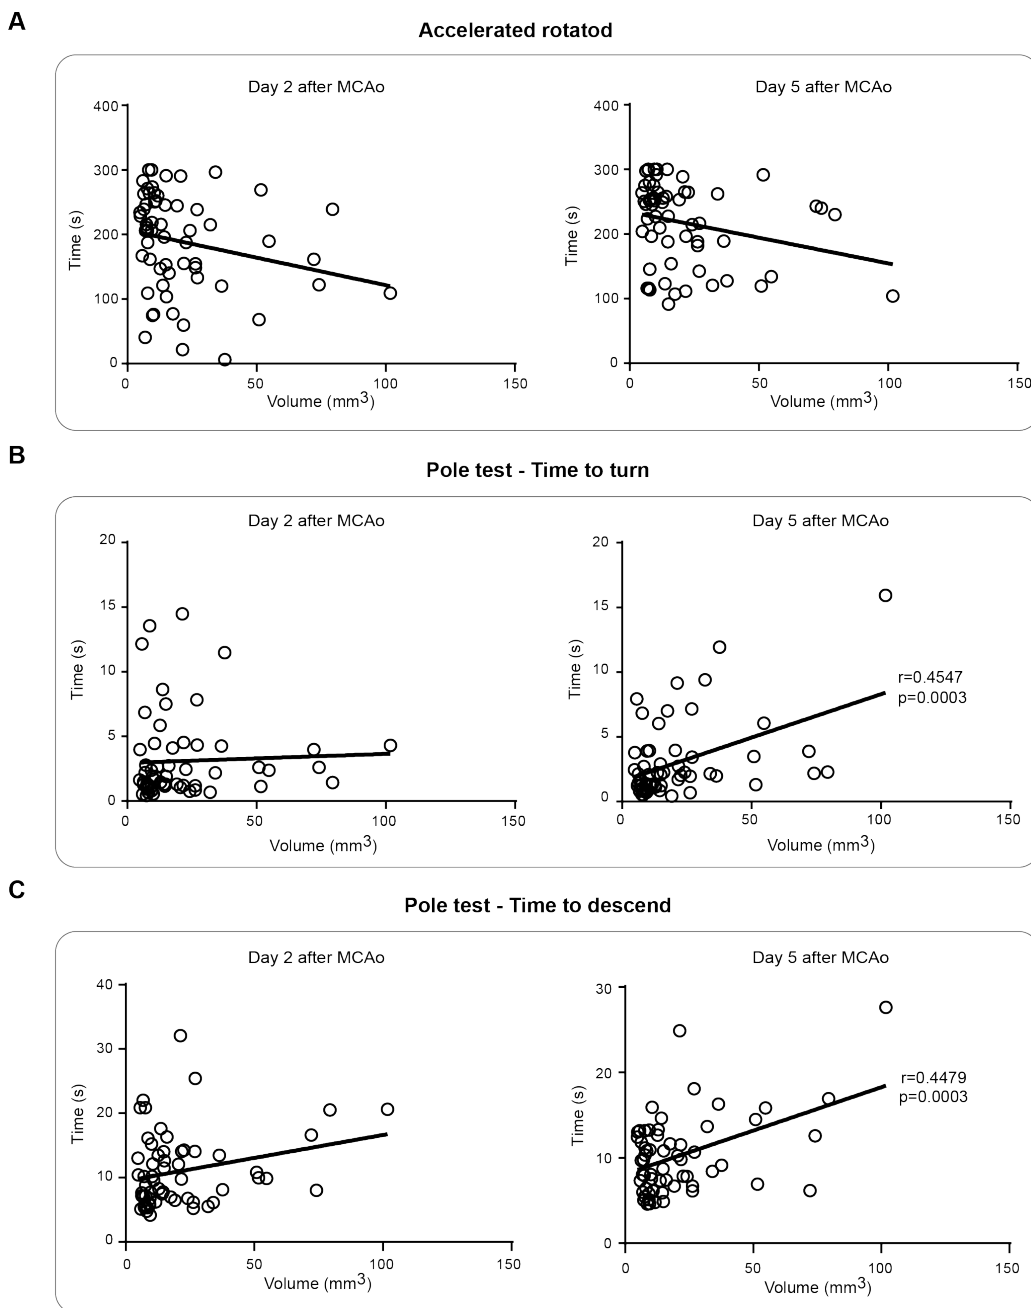 A
Accelerated rotatod
Day 2 after MCAo
Day 5 after MCAo
400
300
200
100
0
Time (s)
0 50 100 150
Volume (mm3)
400
300
200
100
0
Time (s)
0 50 100 150
Volume (mm3)
B
Pole test - Time to turn
Day 2 after MCAo
Day 5 after MCAo
20
15
10
5
0
Time (s)
0 50 100 150
Volume (mm3)
20
15
10
5
0
Time (s)
r=0.4547
p=0.0003
0 50 100 150
Volume (mm3)
C
Pole test - Time to descend
Day 2 after MCAo
Day 5 after MCAo
40
30
20
10
0
Time (s)
0 50 100 150
Volume (mm3)
30
20
10
0
Time (s)
r=0.4479
p=0.0003
0 50 100 150
Volume (mm3)